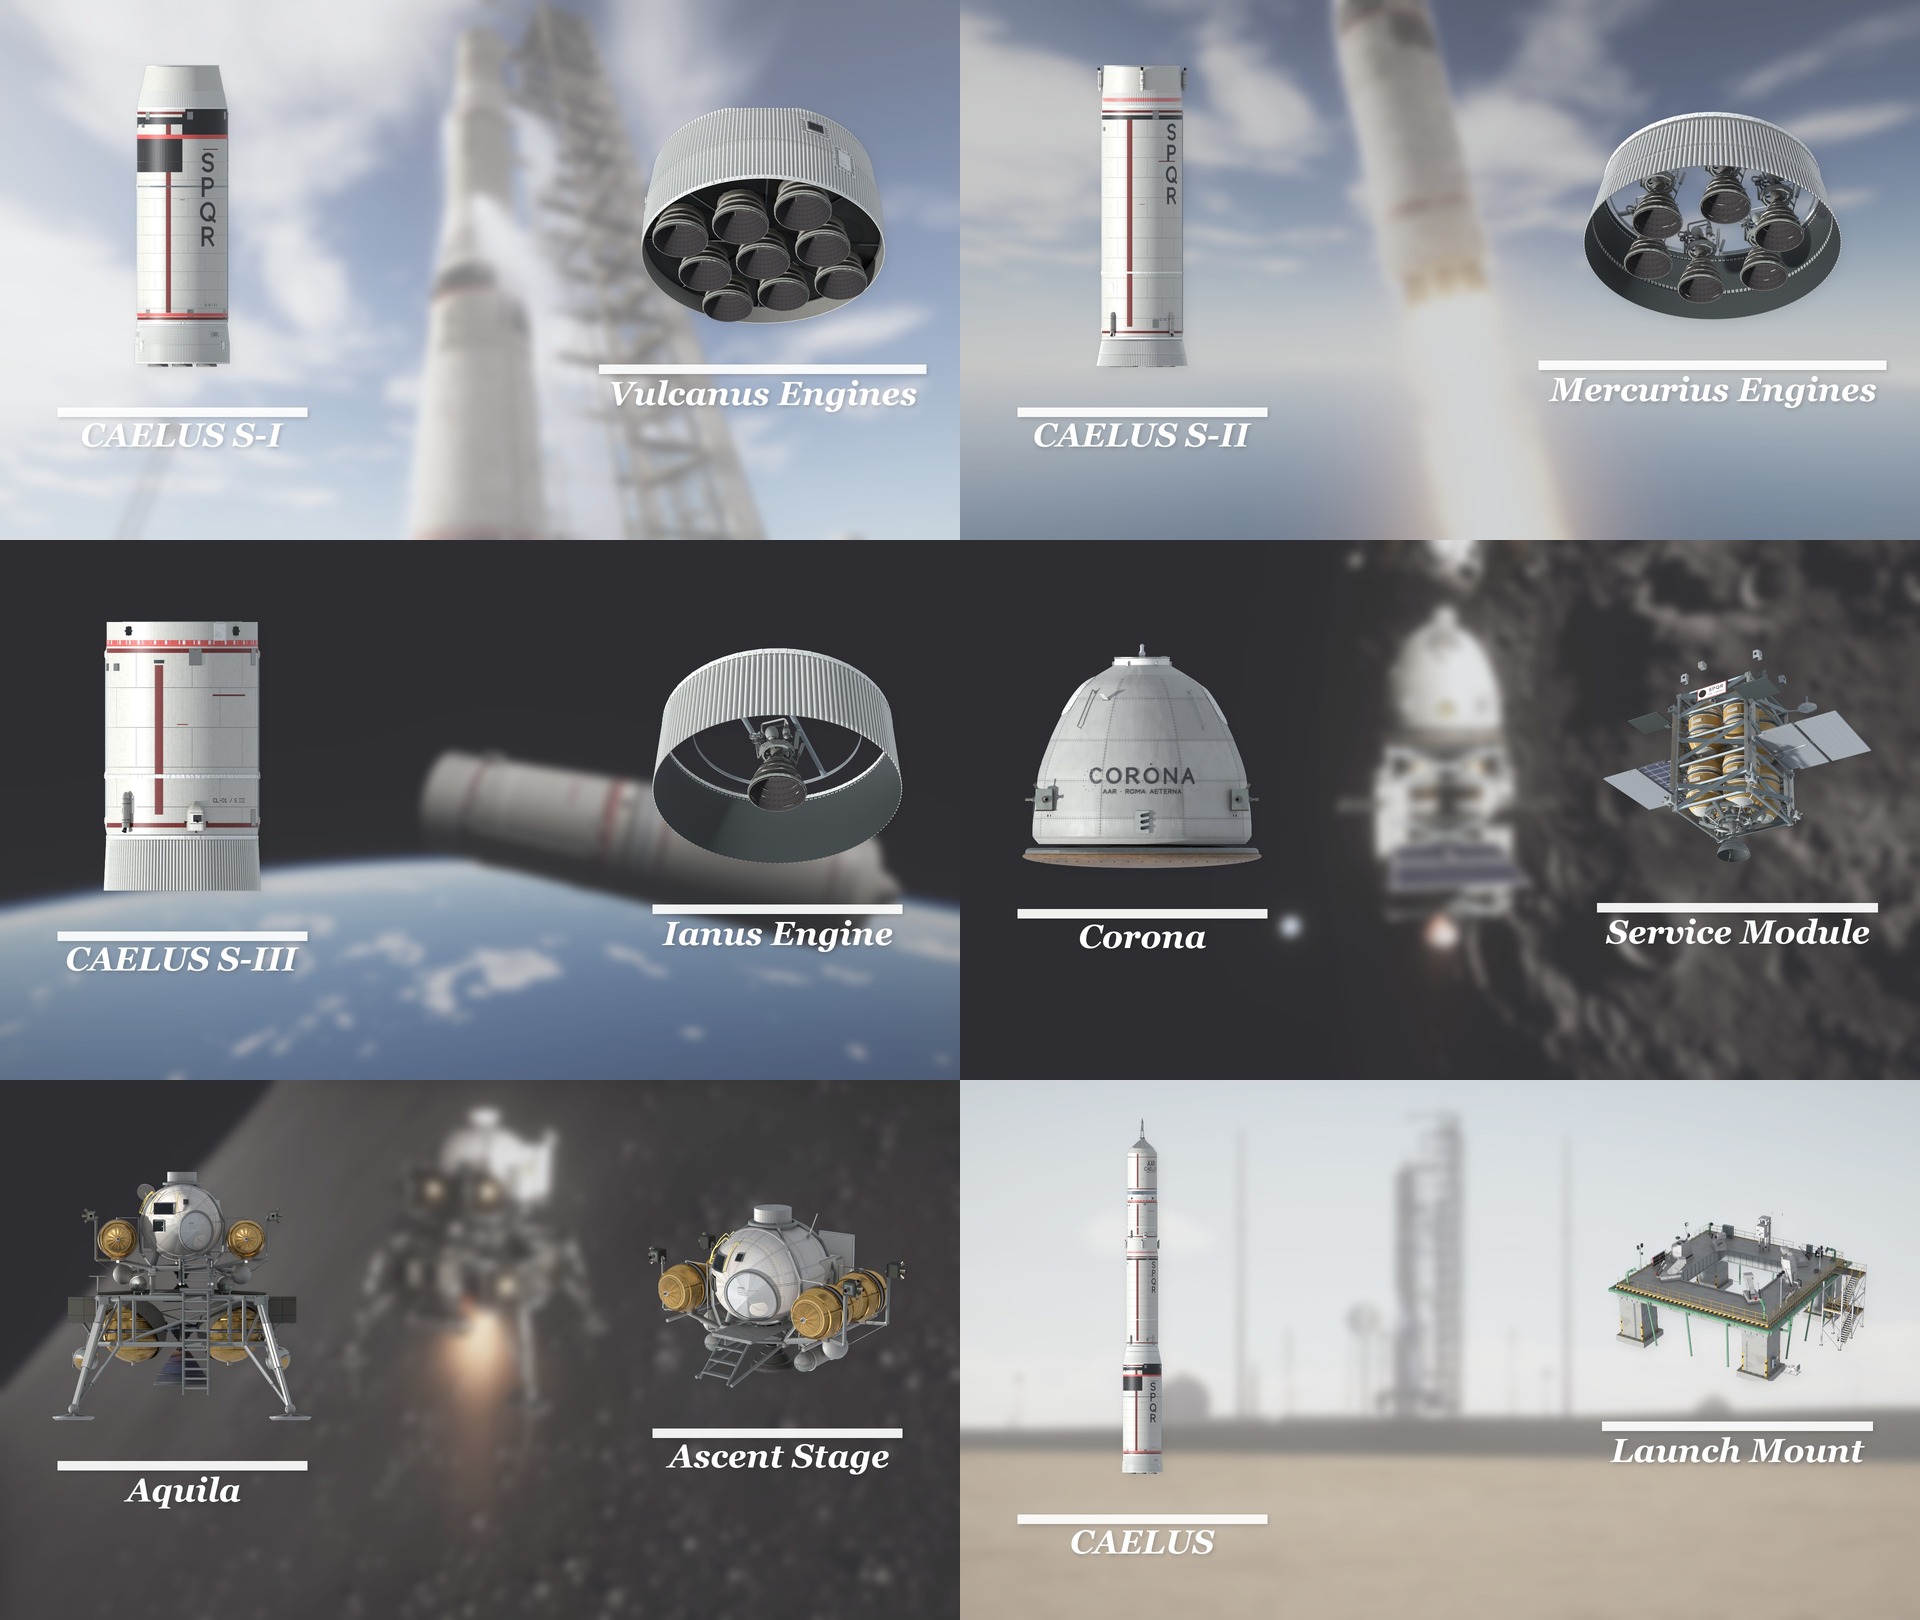 SPQR
CAELUS S-I
Vulcanus Engines
SPQR
CAELUS S-II
Mercurius Engines
CAELUS S-III
Ianus Engine
CORONA
AAR · ROMA AETERNA
Corona
SPQR
Service Module
Aquila
Ascent Stage
SPQR
SPQR
CAELUS
Launch Mount